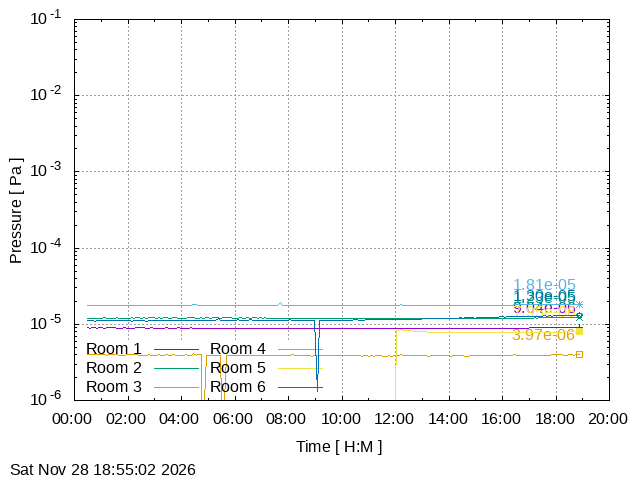 10-1
10-2
10-3
10-4
10-5
10-6
Pressure [ Pa ]
1.81e-05
1.30e-05
3.97e-06
Room 1 Room 4
Room 2 Room 5
Room 3 Room 6
00:00 02:00 04:00 06:00 08:00 10:00 12:00 14:00 16:00 18:00 20:00
Time [ H:M ]
Sat Nov 28 18:55:02 2026